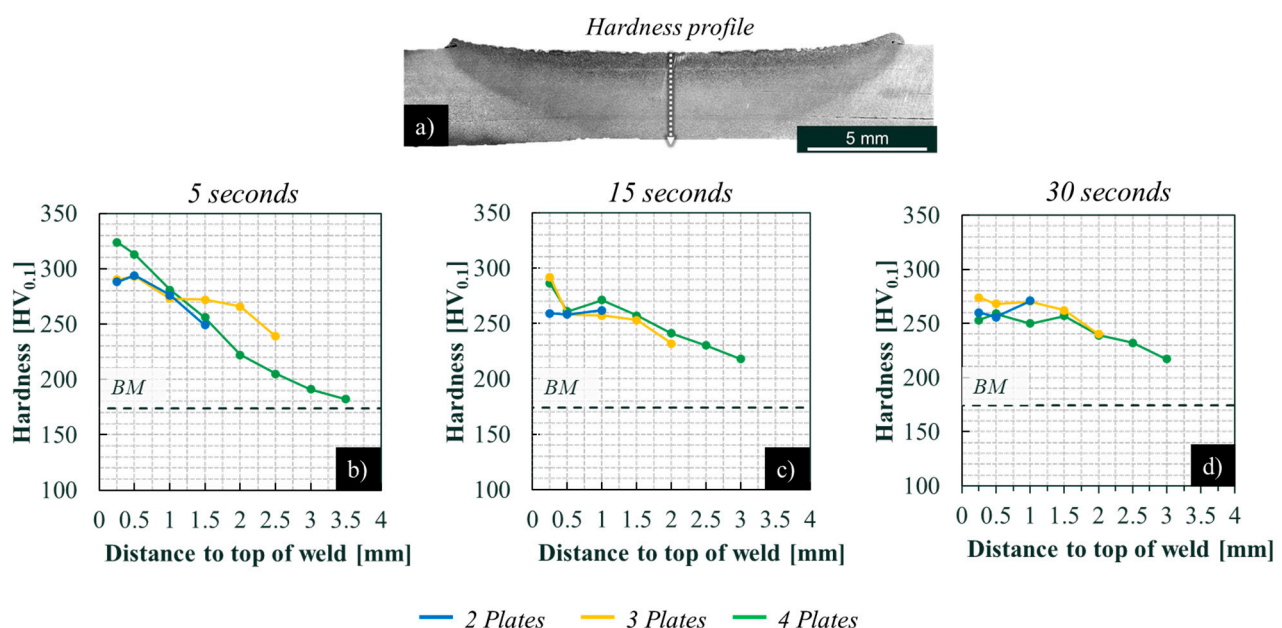 Hardness profile
a)
5 mm
5 seconds
15 seconds
30 seconds
Hardness [HV0.1]
350
300
250
200
150
100
BM
b)
0 0.5 1 1.5 2 2.5 3 3.5 4
Distance to top of weld [mm]
Hardness [HV0.1]
350
300
250
200
150
100
BM
c)
0 0.5 1 1.5 2 2.5 3 3.5 4
Distance to top of weld [mm]
Hardness [HV0.1]
350
300
250
200
150
100
BM
d)
0 0.5 1 1.5 2 2.5 3 3.5 4
Distance to top of weld [mm]
2 Plates 3 Plates 4 Plates